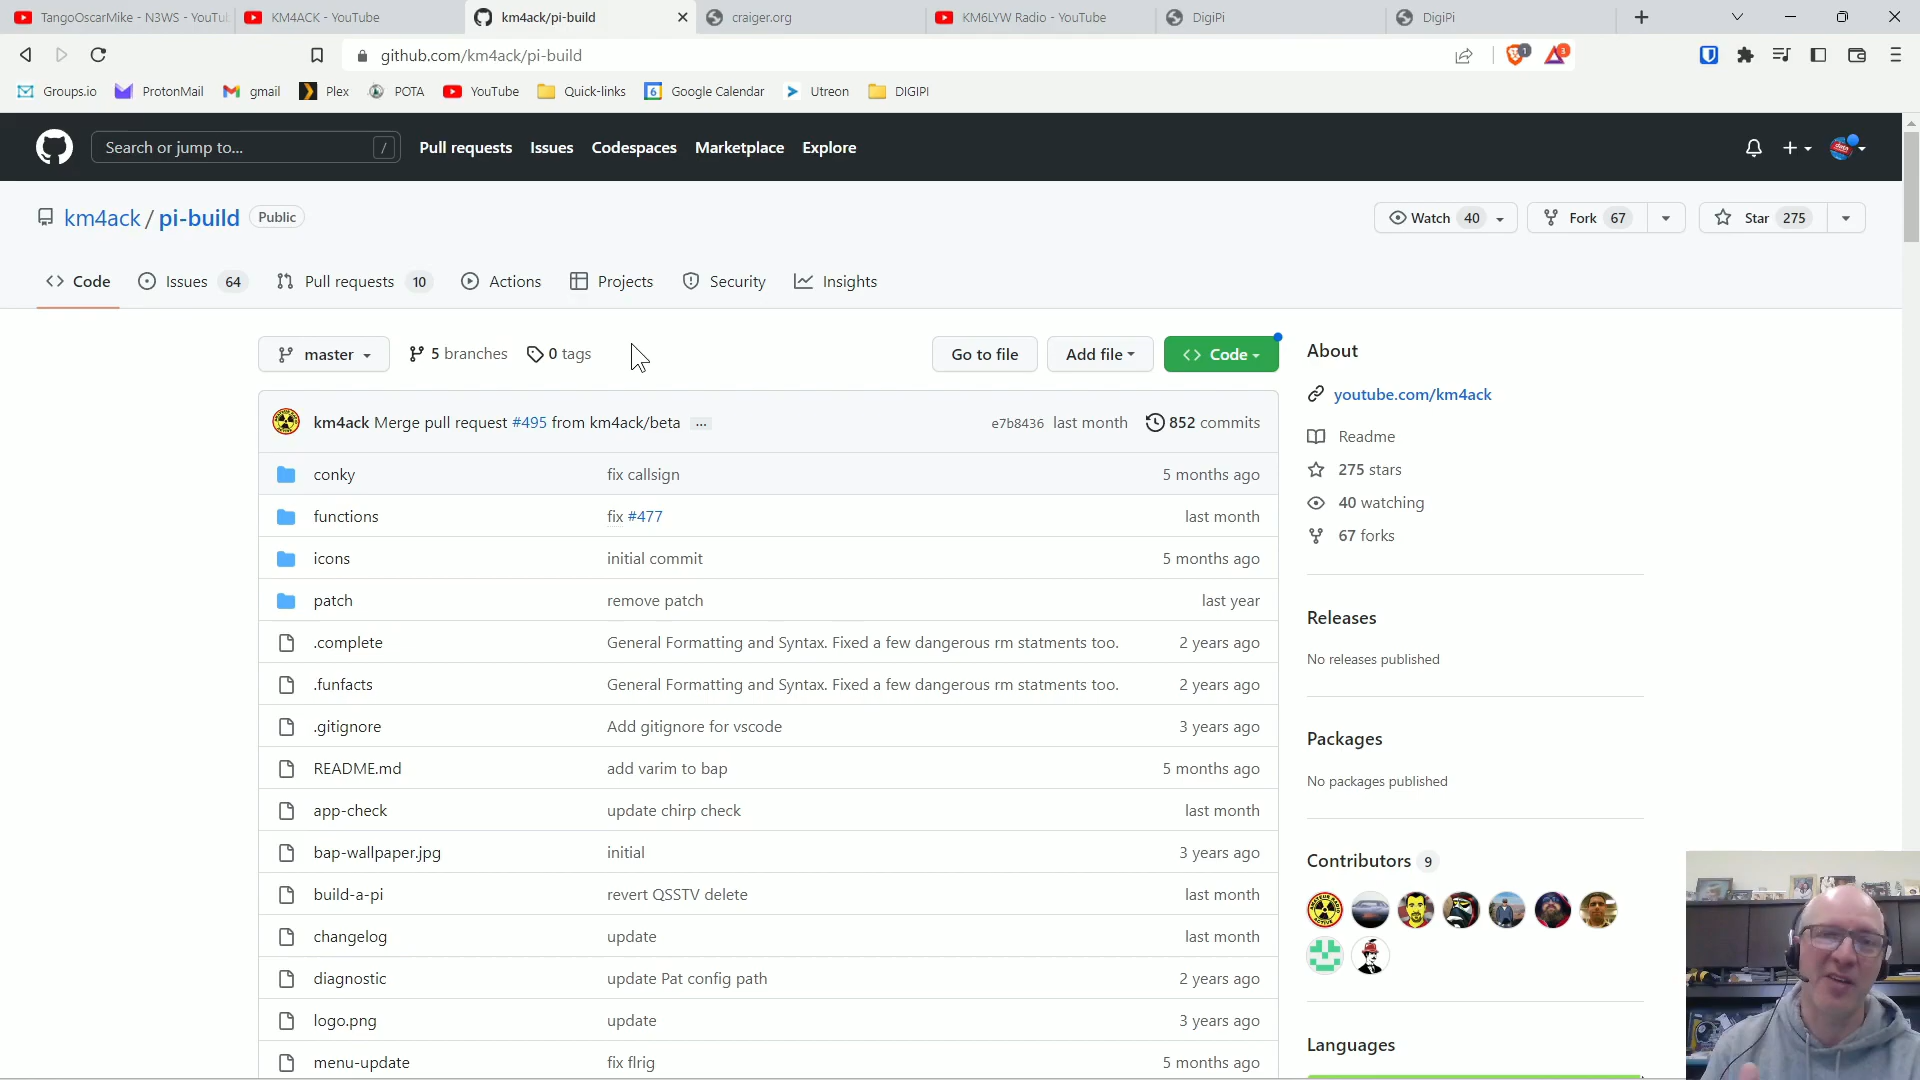 TangoOscarMike - N3WS - YouTu
KM4ACK - YouTube
km4ack/pi-build
craiger.org
KM6LYW Radio - YouTube
DigiPi
DigiPi
github.com/km4ack/pi-build
1
3
Groups.io
ProtonMail
gmail
Plex
POTA
YouTube
Quick-links
6
Google Calendar
Utreon
DIGIPI
Search or jump to...
/
Pull requests
Issues
Codespaces
Marketplace
Explore
km4ack / pi-build
Public
Watch 40
Fork 67
Star 275
Code
Issues 64
Pull requests 10
Actions
Projects
Security
Insights
master
5 branches
0 tags
Go to file
Add file
Code
km4ack Merge pull request #495 from km4ack/beta ...
e7b8436 last month
852 commits
conky fix callsign 5 months ago
functions fix #477 last month
icons initial commit 5 months ago
patch remove patch last year
.complete General Formatting and Syntax. Fixed a few dangerous rm statments too. 2 years ago
.funfacts General Formatting and Syntax. Fixed a few dangerous rm statments too. 2 years ago
.gitignore Add gitignore for vscode 3 years ago
README.md add varim to bap 5 months ago
app-check update chirp check last month
bap-wallpaper.jpg initial 3 years ago
build-a-pi revert QSSTV delete last month
changelog update last month
diagnostic update Pat config path 2 years ago
logo.png update 3 years ago
menu-update fix flrig 5 months ago
About
youtube.com/km4ack
Readme
275 stars
40 watching
67 forks
Releases
No releases published
Packages
No packages published
Contributors 9
Languages